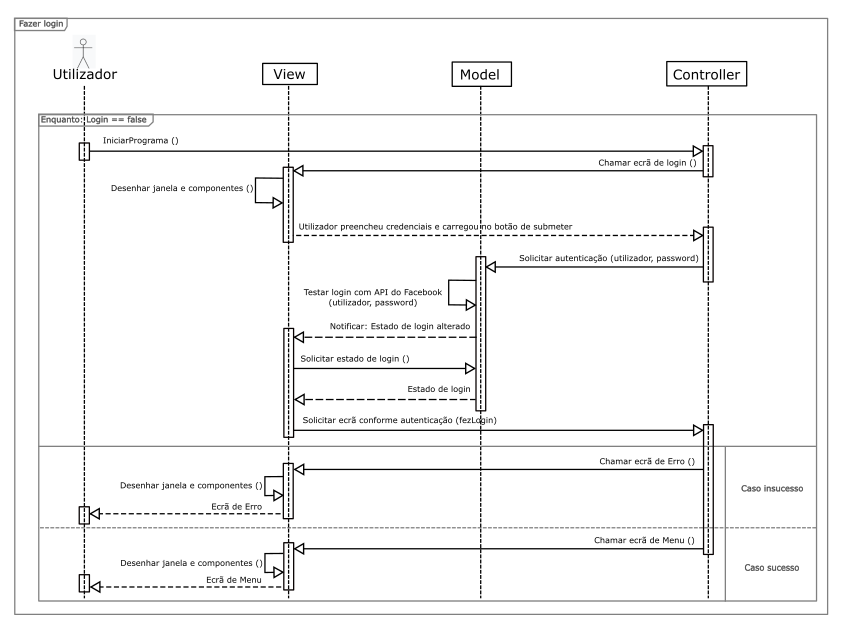 Fazer login
Utilizador
View
Model
Controller
Enquanto: Login == false
IniciarPrograma ()
Chamar ecrã de login ()
Desenhar janela e componentes ()
Utilizador preencheu credenciais e carregou no botão de submeter
Solicitar autenticação (utilizador, password)
Testar login com API do Facebook
(utilizador, password)
Notificar: Estado de login alterado
Solicitar estado de login ()
Estado de login
Solicitar ecrã conforme autenticação (fezLogin)
Chamar ecrã de Erro ()
Desenhar janela e componentes ()
Caso insucesso
Ecrã de Erro
Chamar ecrã de Menu ()
Desenhar janela e componentes ()
Caso sucesso
Ecrã de Menu